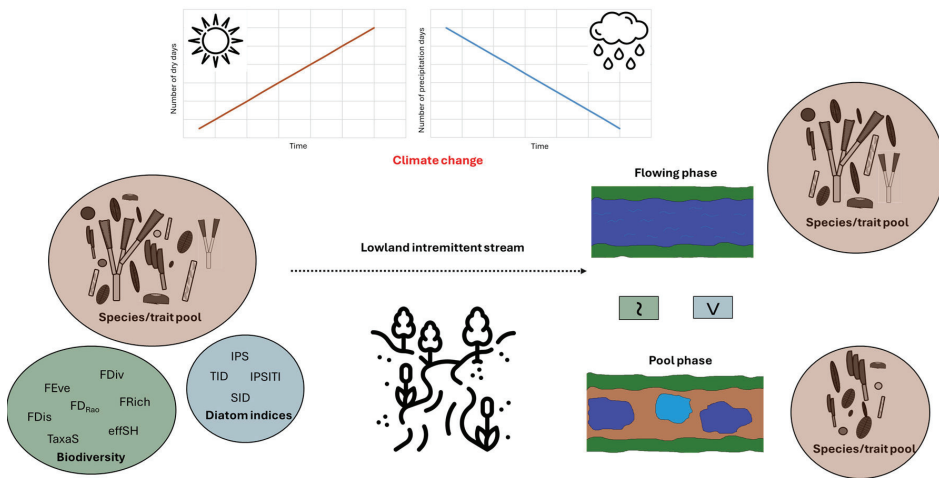 Number of dry days
Time
Number of precipitation days
Time
Climate change
Flowing phase
Species/trait pool
Lowland intremittent stream
Species/trait pool
IPS
TID IPSITI
SID
Diatom indices
FDiv
FEve
FRich
FDRao
FDis
effSH
TaxaS
Biodiversity
~
V
Pool phase
Species/trait pool